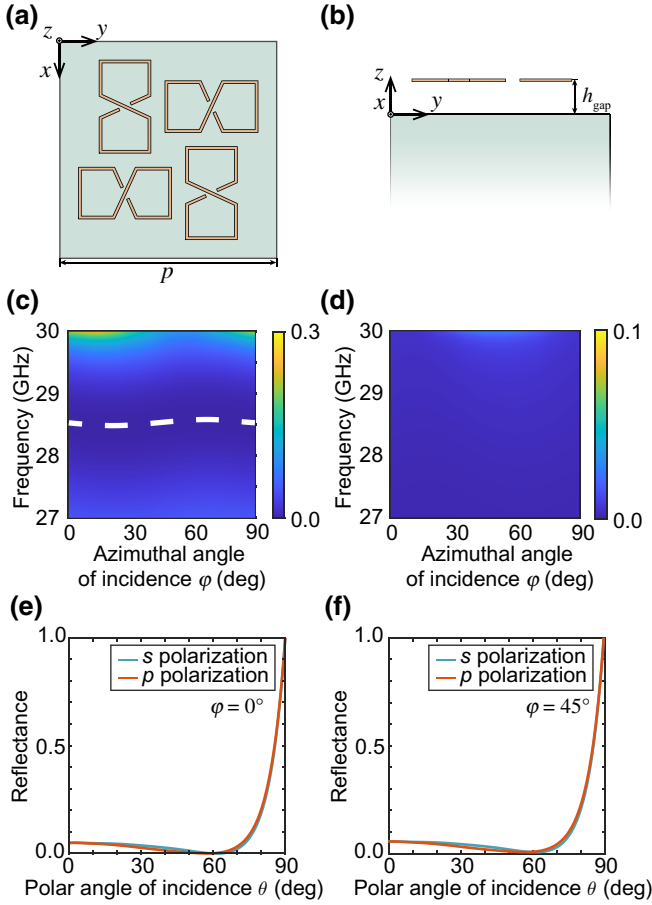 (a)
z
y
x
p
(b)
z
x
y
h_gap
(c)
Frequency (GHz)
30
29
28
27
0
30
60
90
0.3
0.0
Azimuthal angle
of incidence φ (deg)
(d)
Frequency (GHz)
30
29
28
27
0
30
60
90
0.1
0.0
Azimuthal angle
of incidence φ (deg)
(e)
Reflectance
1.0
0.5
0.0
s polarization
p polarization
φ = 0°
0
30
60
90
Polar angle of incidence θ (deg)
(f)
Reflectance
1.0
0.5
0.0
s polarization
p polarization
φ = 45°
0
30
60
90
Polar angle of incidence θ (deg)